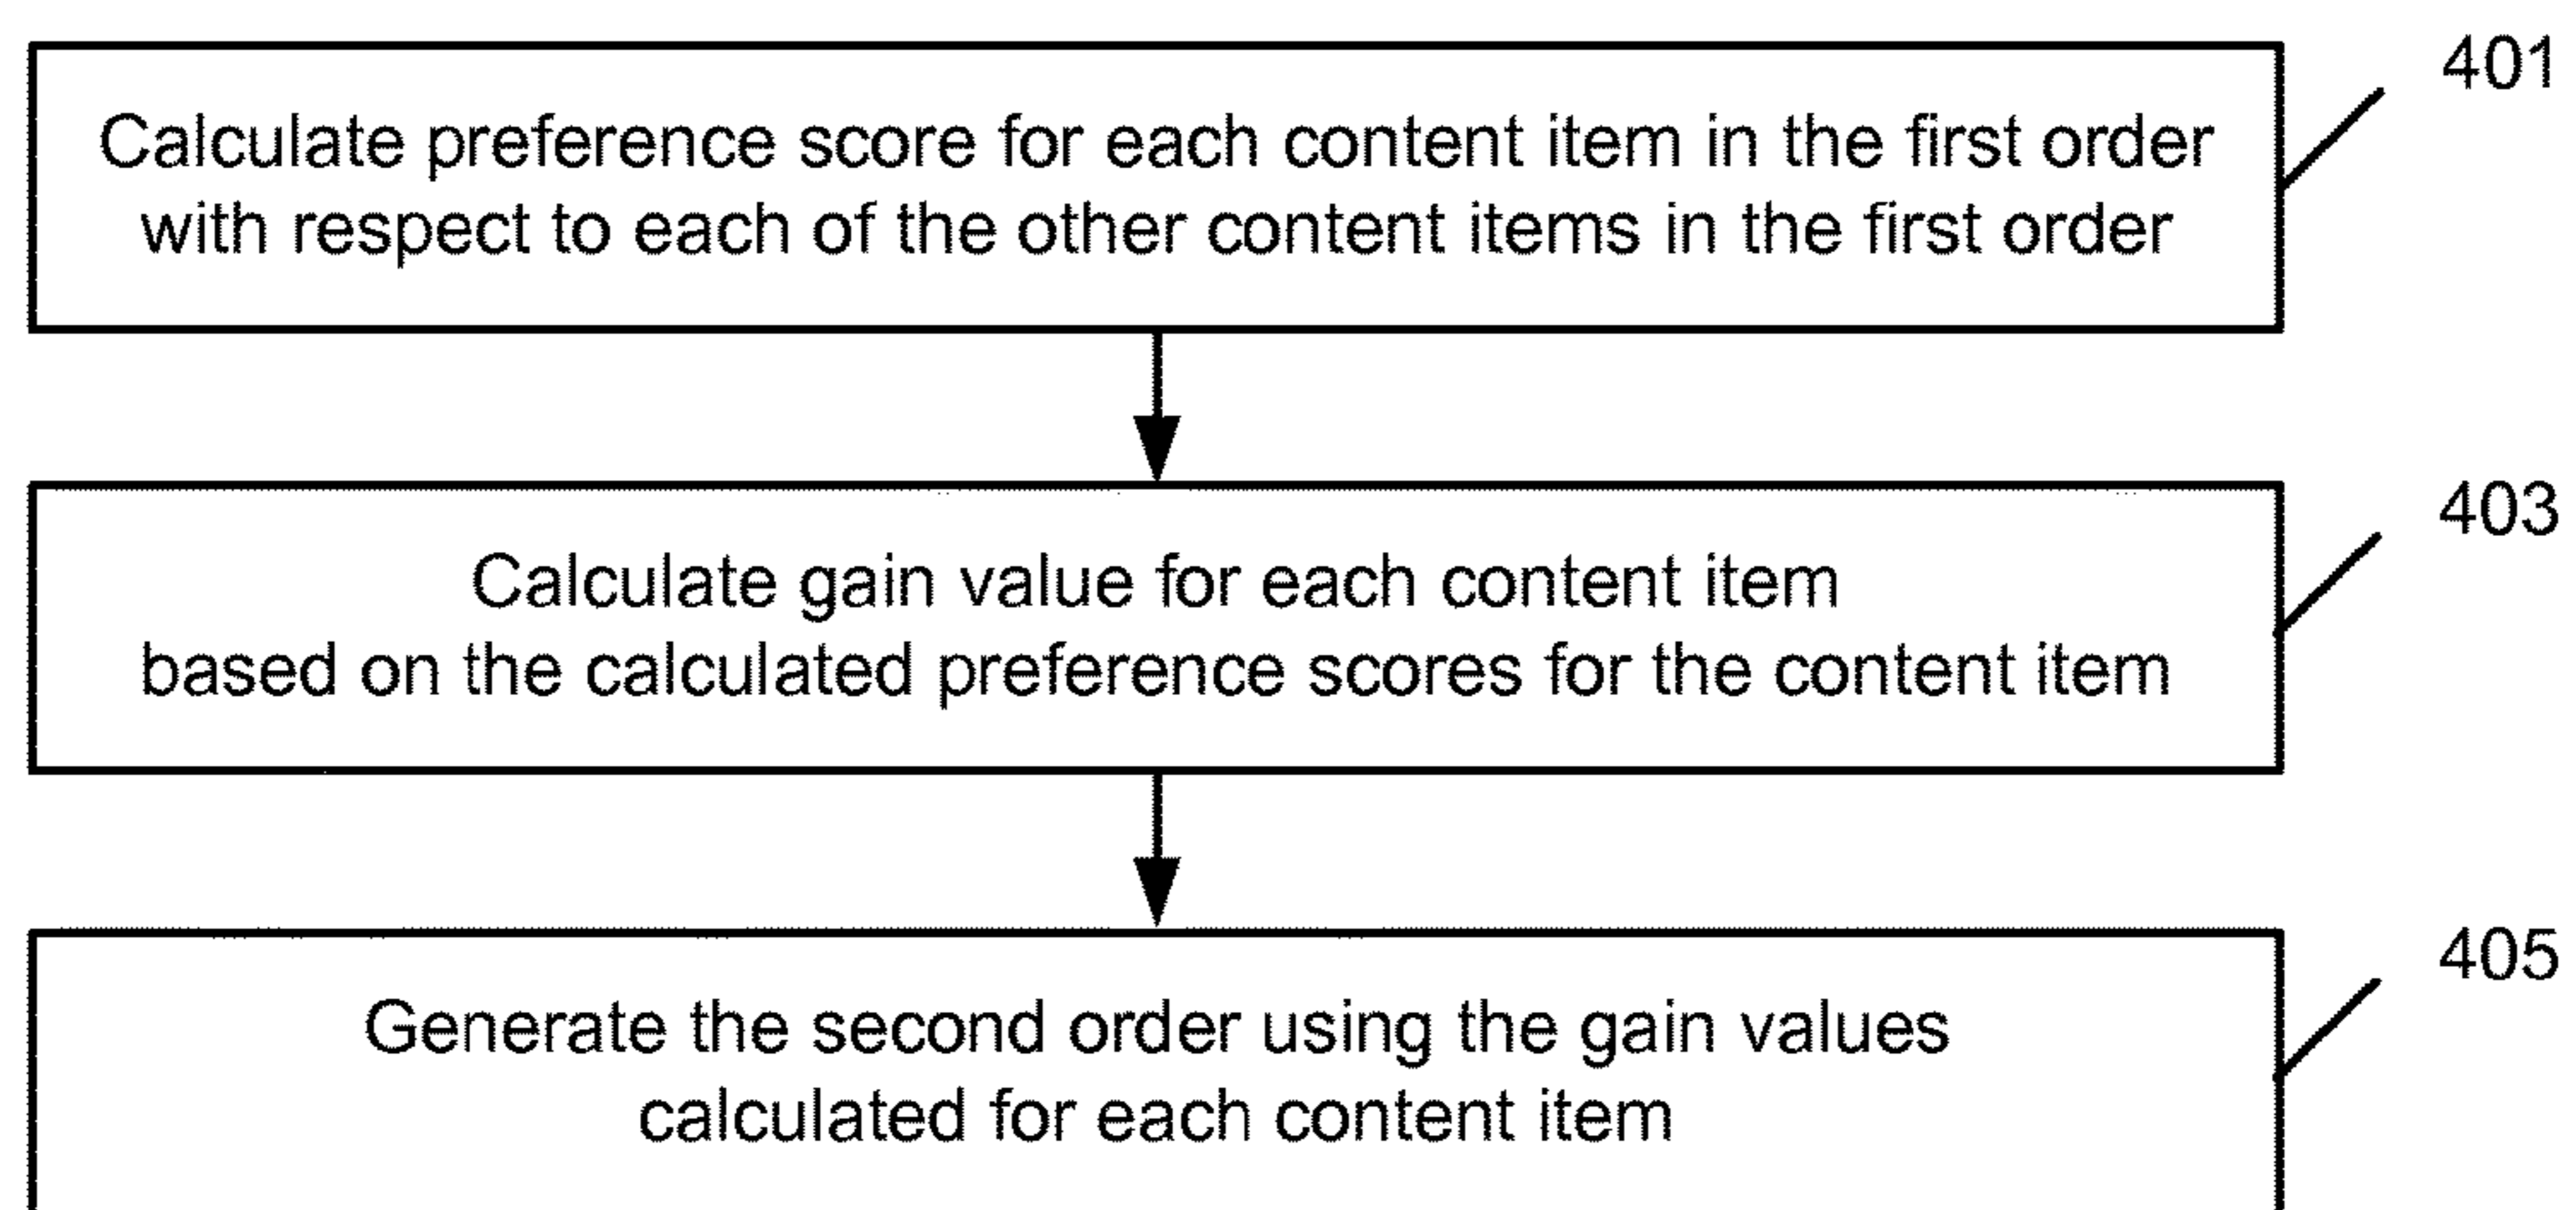 401
Calculate preference score for each content item in the first order
with respect to each of the other content items in the first order
403
Calculate gain value for each content item
based on the calculated preference scores for the content item
405
Generate the second order using the gain values
calculated for each content item